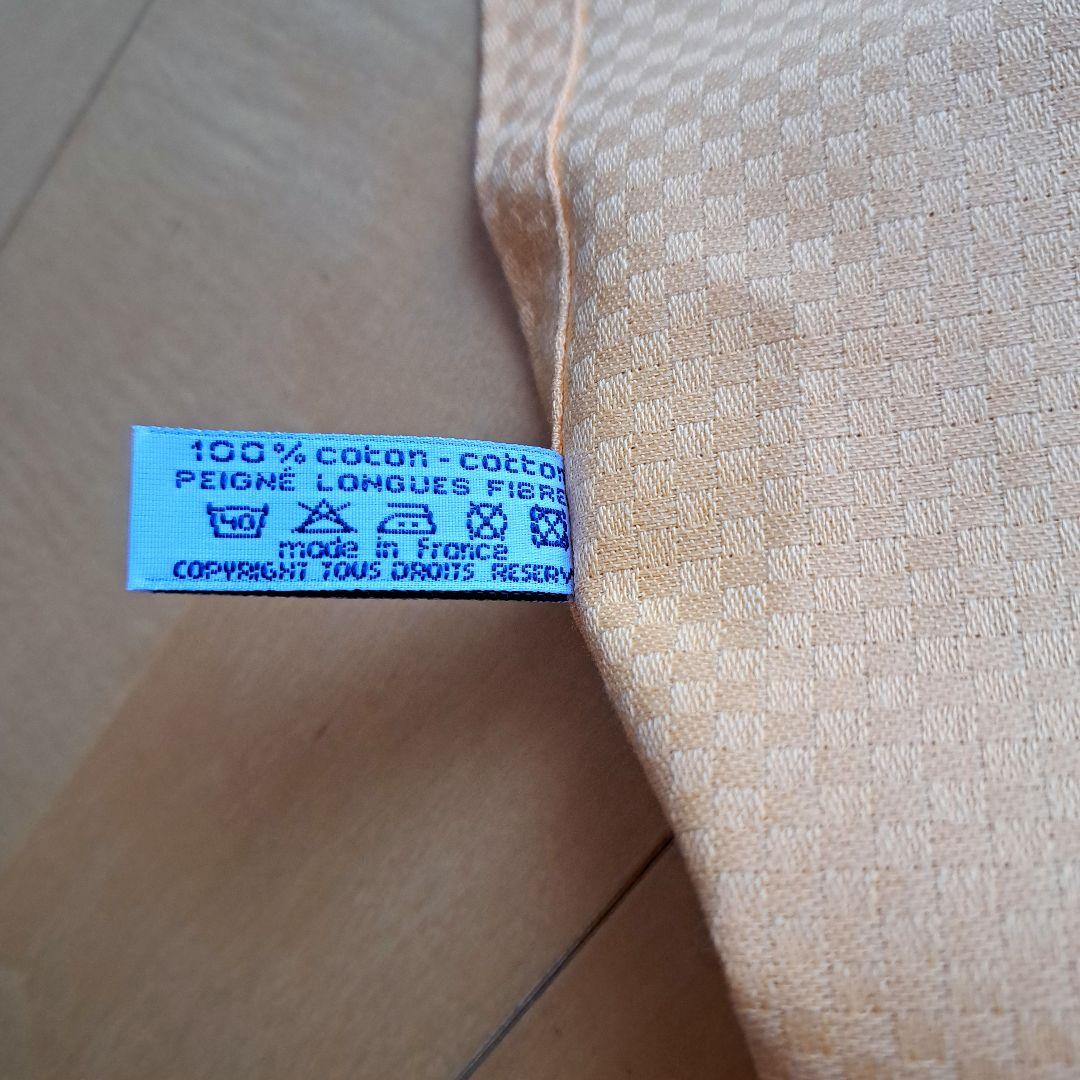 100% coton - cotton
PEIGNÉ LONGUES FIBRE
40
made in france
COPYRIGHT TOUS DROITS RESERV